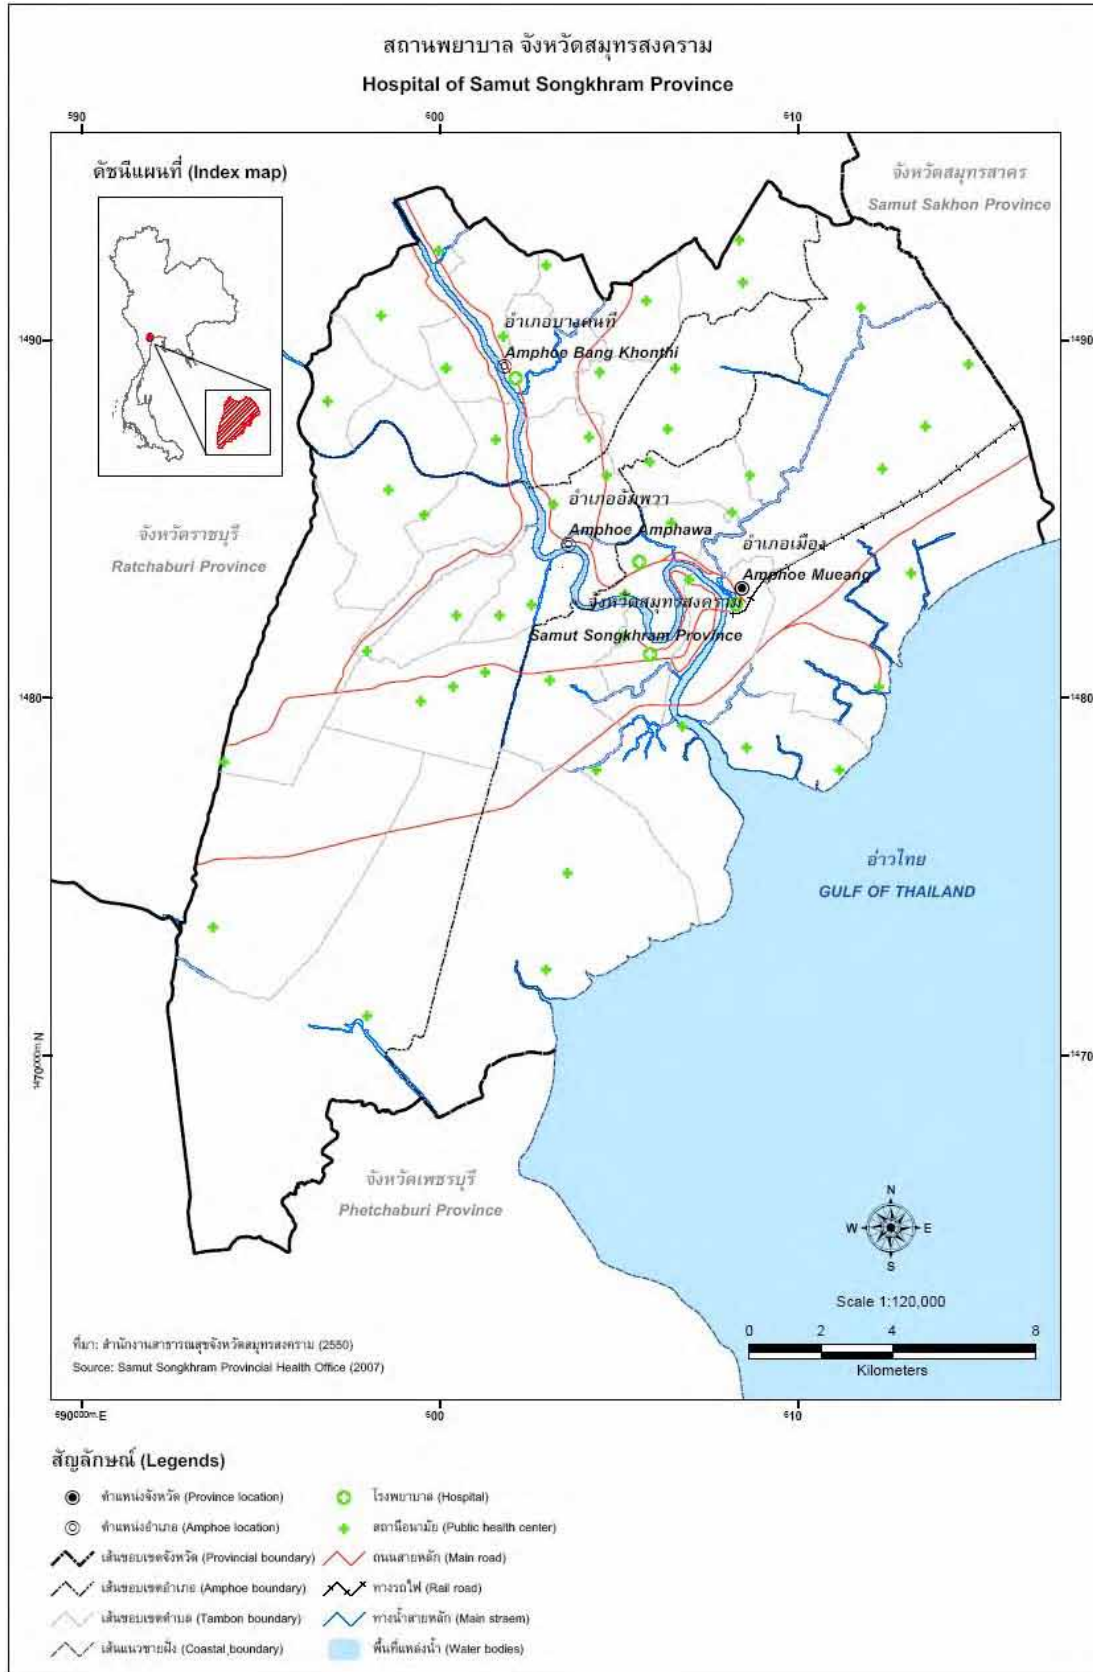 สถานพยาบาล จังหวัดสมุทรสงคราม
Hospital of Samut Songkhram Province
590
600
610
ดัชนีแผนที่ (Index map)
จังหวัดสมุทรสาคร
Samut Sakhon Province
1490
1490
อำเภอบางคนที
Amphoe Bang Khonthi
อำเภออัมพวา
Amphoe Amphawa
อำเภอเมือง
Amphoe Mueang
จังหวัดราชบุรี
Ratchaburi Province
จังหวัดสมุทรสงคราม
Samut Songkhram Province
1480
1480
อ่าวไทย
GULF OF THAILAND
1470000m.N
1470
จังหวัดเพชรบุรี
Phetchaburi Province
N
W E
S
Scale 1:120,000
0 2 4 8
Kilometers
ที่มา: สำนักงานสาธารณสุขจังหวัดสมุทรสงคราม (2550)
Source: Samut Songkhram Provincial Health Office (2007)
590000m.E
600
610
สัญลักษณ์ (Legends)
ตำแหน่งจังหวัด (Province location)
โรงพยาบาล (Hospital)
ตำแหน่งอำเภอ (Amphoe location)
สถานีอนามัย (Public health center)
เส้นขอบเขตจังหวัด (Provincial boundary)
ถนนสายหลัก (Main road)
เส้นขอบเขตอำเภอ (Amphoe boundary)
ทางรถไฟ (Rail road)
เส้นขอบเขตตำบล (Tambon boundary)
ทางน้ำสายหลัก (Main straem)
เส้นแนวชายฝั่ง (Coastal boundary)
พื้นที่แหล่งน้ำ (Water bodies)